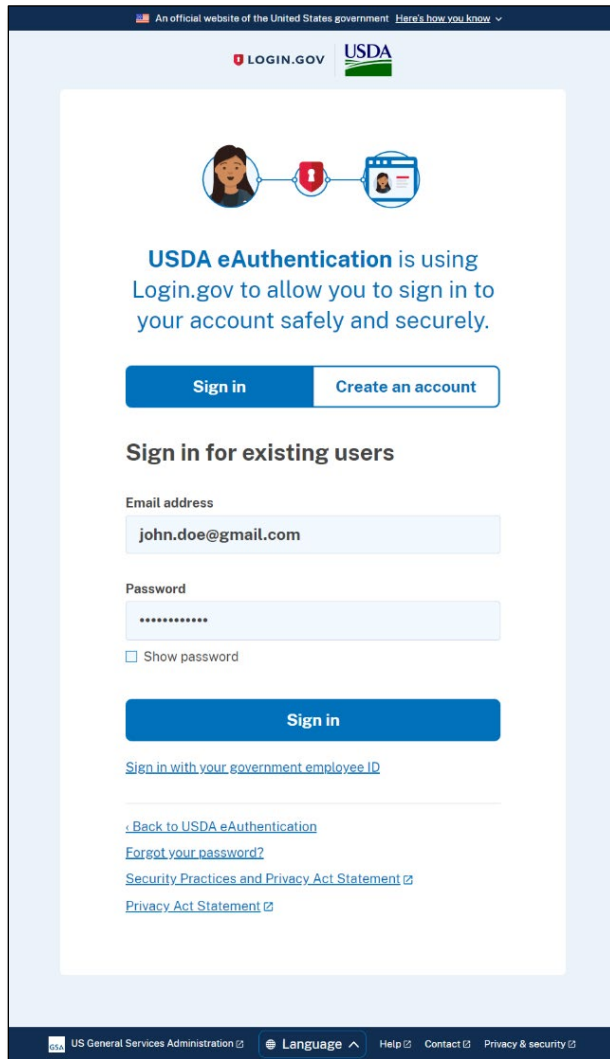 An official website of the United States government Here's how you know
LOGIN.GOV USDA
USDA eAuthentication is using
Login.gov to allow you to sign in to
your account safely and securely.
Sign in Create an account
Sign in for existing users
Email address
john.doe@gmail.com
Password
••••••••••••
Show password
Sign in
Sign in with your government employee ID
‹ Back to USDA eAuthentication
Forgot your password?
Security Practices and Privacy Act Statement
Privacy Act Statement
GSA US General Services Administration Language Help Contact Privacy & security